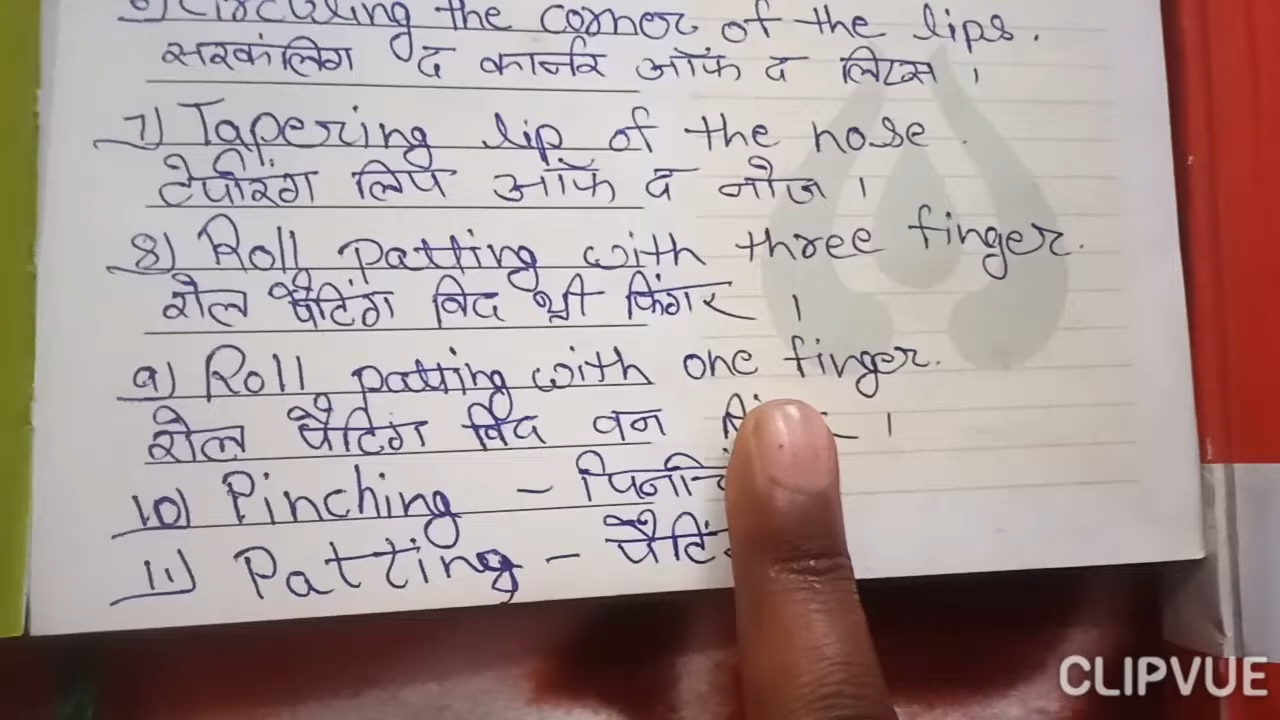 the corner of the lips.
सरकंलिग द कार्नर ऑफ द लिप्स ।
7) Tapering lip of the nose.
टेपरिंग लिप ऑफ द नौज ।
8) Roll patting with three finger.
रोल पैटिंग विद थ्री फिंगर ।
9) Roll patting with one finger.
रोल पैटिंग विद वन ।
10) Pinching -
11) Patting -
CLIPVUE